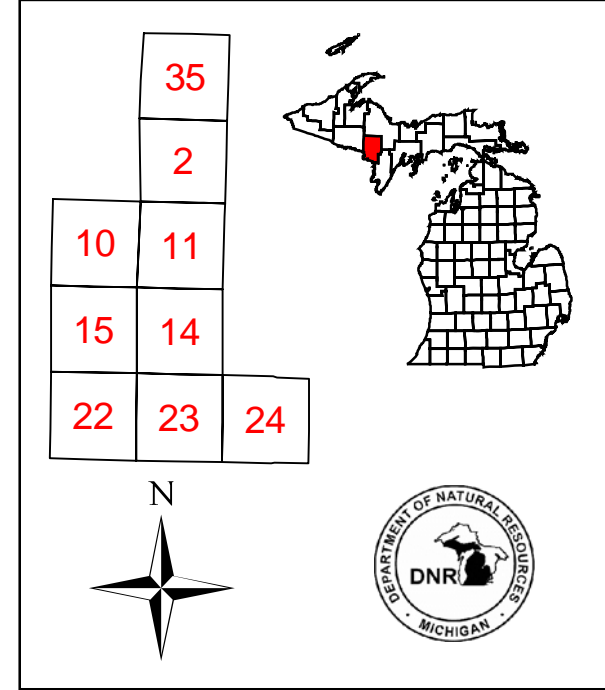 35
2
10 11
15 14
22 23 24
N
DEPARTMENT OF NATURAL RESOURCES
DNR
• MICHIGAN •